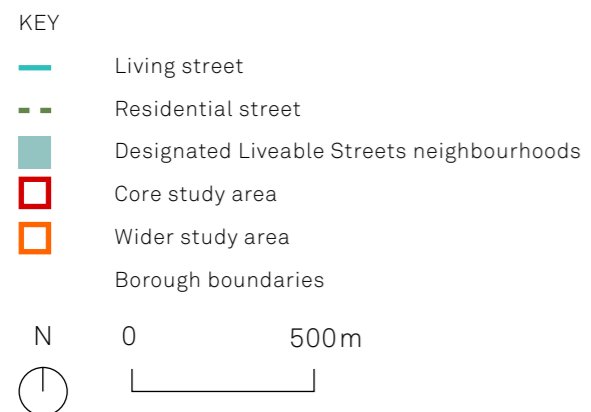 KEY
Living street
Residential street
Designated Liveable Streets neighbourhoods
Core study area
Wider study area
Borough boundaries
N 0 500m